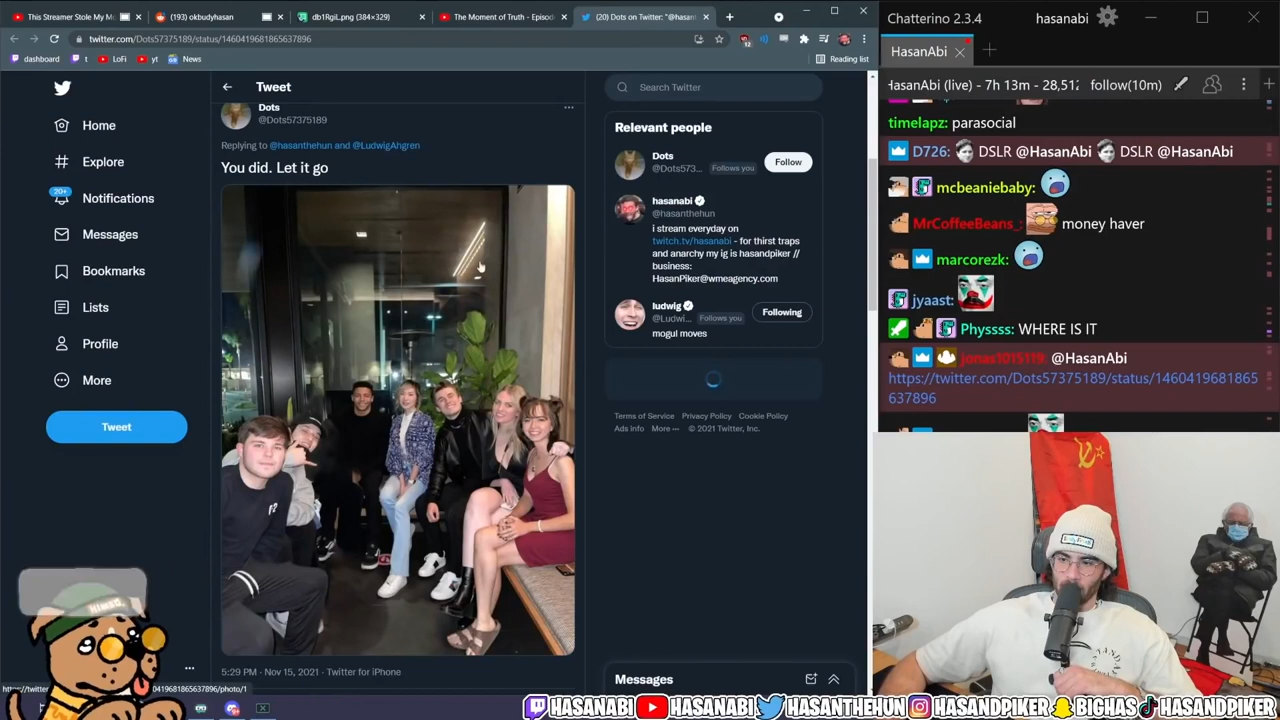 This Streamer Stole My M
(193) okbudyhasan
db1RgiL.png (384×329)
The Moment of Truth - Episod
(20) Dots on Twitter: "@hasant
twitter.com/Dots57375189/status/1460419681865637896
12
dashboard
t
LoFi
yt
News
Reading list
Home
Explore
20+
Notifications
Messages
Bookmarks
Lists
Profile
More
Tweet
Tweet
Dots
@Dots57375189
Replying to @hasanthehun and @LudwigAhgren
You did. Let it go
5:29 PM · Nov 15, 2021 · Twitter for iPhone
Search Twitter
Relevant people
Dots
@Dots573... Follows you
Follow
hasanabi
@hasanthehun
i stream everyday on
twitch.tv/hasanabi - for thirst traps
and anarchy my ig is hasandpiker //
business:
HasanPiker@wmeagency.com
ludwig
@Ludwi... Follows you
Following
mogul moves
Terms of Service Privacy Policy Cookie Policy
Ads info More ··· © 2021 Twitter, Inc.
Messages
Chatterino 2.3.4
hasanabi
HasanAbi
HasanAbi (live) - 7h 13m - 28,51
follow(10m)
timelapz: parasocial
D726: DSLR @HasanAbi DSLR @HasanAbi
mcbeaniebaby:
MrCoffeeBeans_: money haver
marcorezk:
jyaast:
Physsss: WHERE IS IT
jonas1015119: @HasanAbi
https://twitter.com/Dots57375189/status/1460419681865
637896
HASANABI HASANABI HASANTHEHUN HASANDPIKER BIGHAS HASANDPIKER